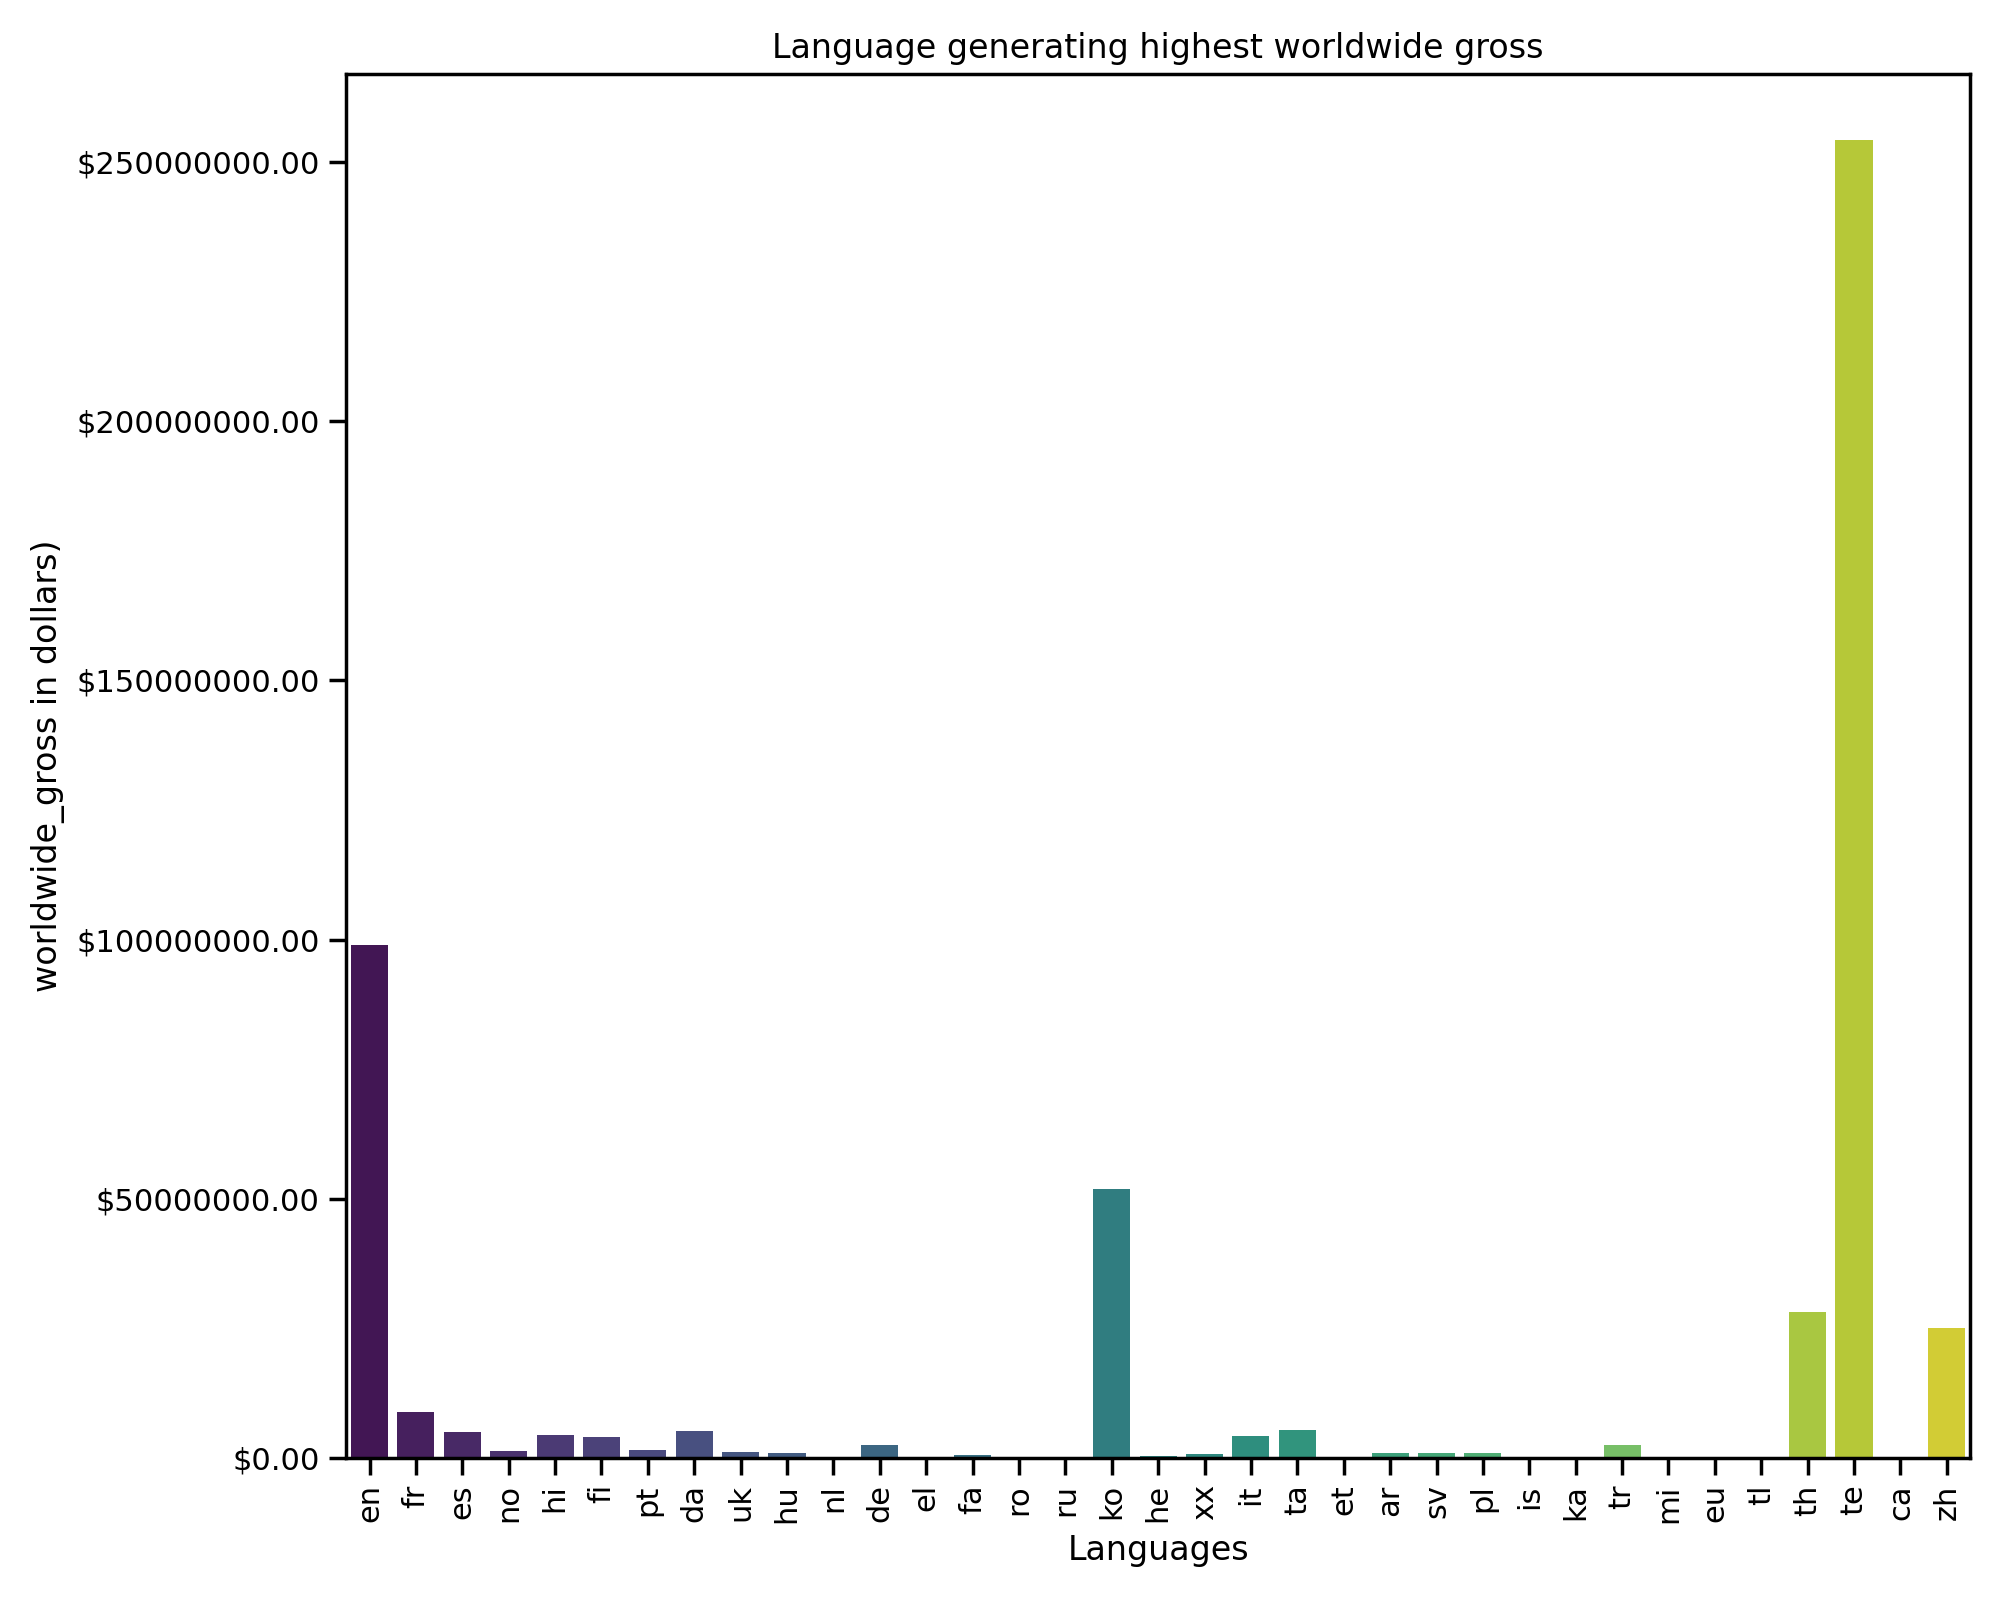 Language generating highest worldwide gross
worldwide_gross in dollars)
$250000000.00
$200000000.00
$150000000.00
$100000000.00
$50000000.00
$0.00
en fr es no hi fi pt da uk hu nl de el fa ro ru ko he xx it ta et ar sv pl is ka tr mi eu tl th te ca zh
Languages